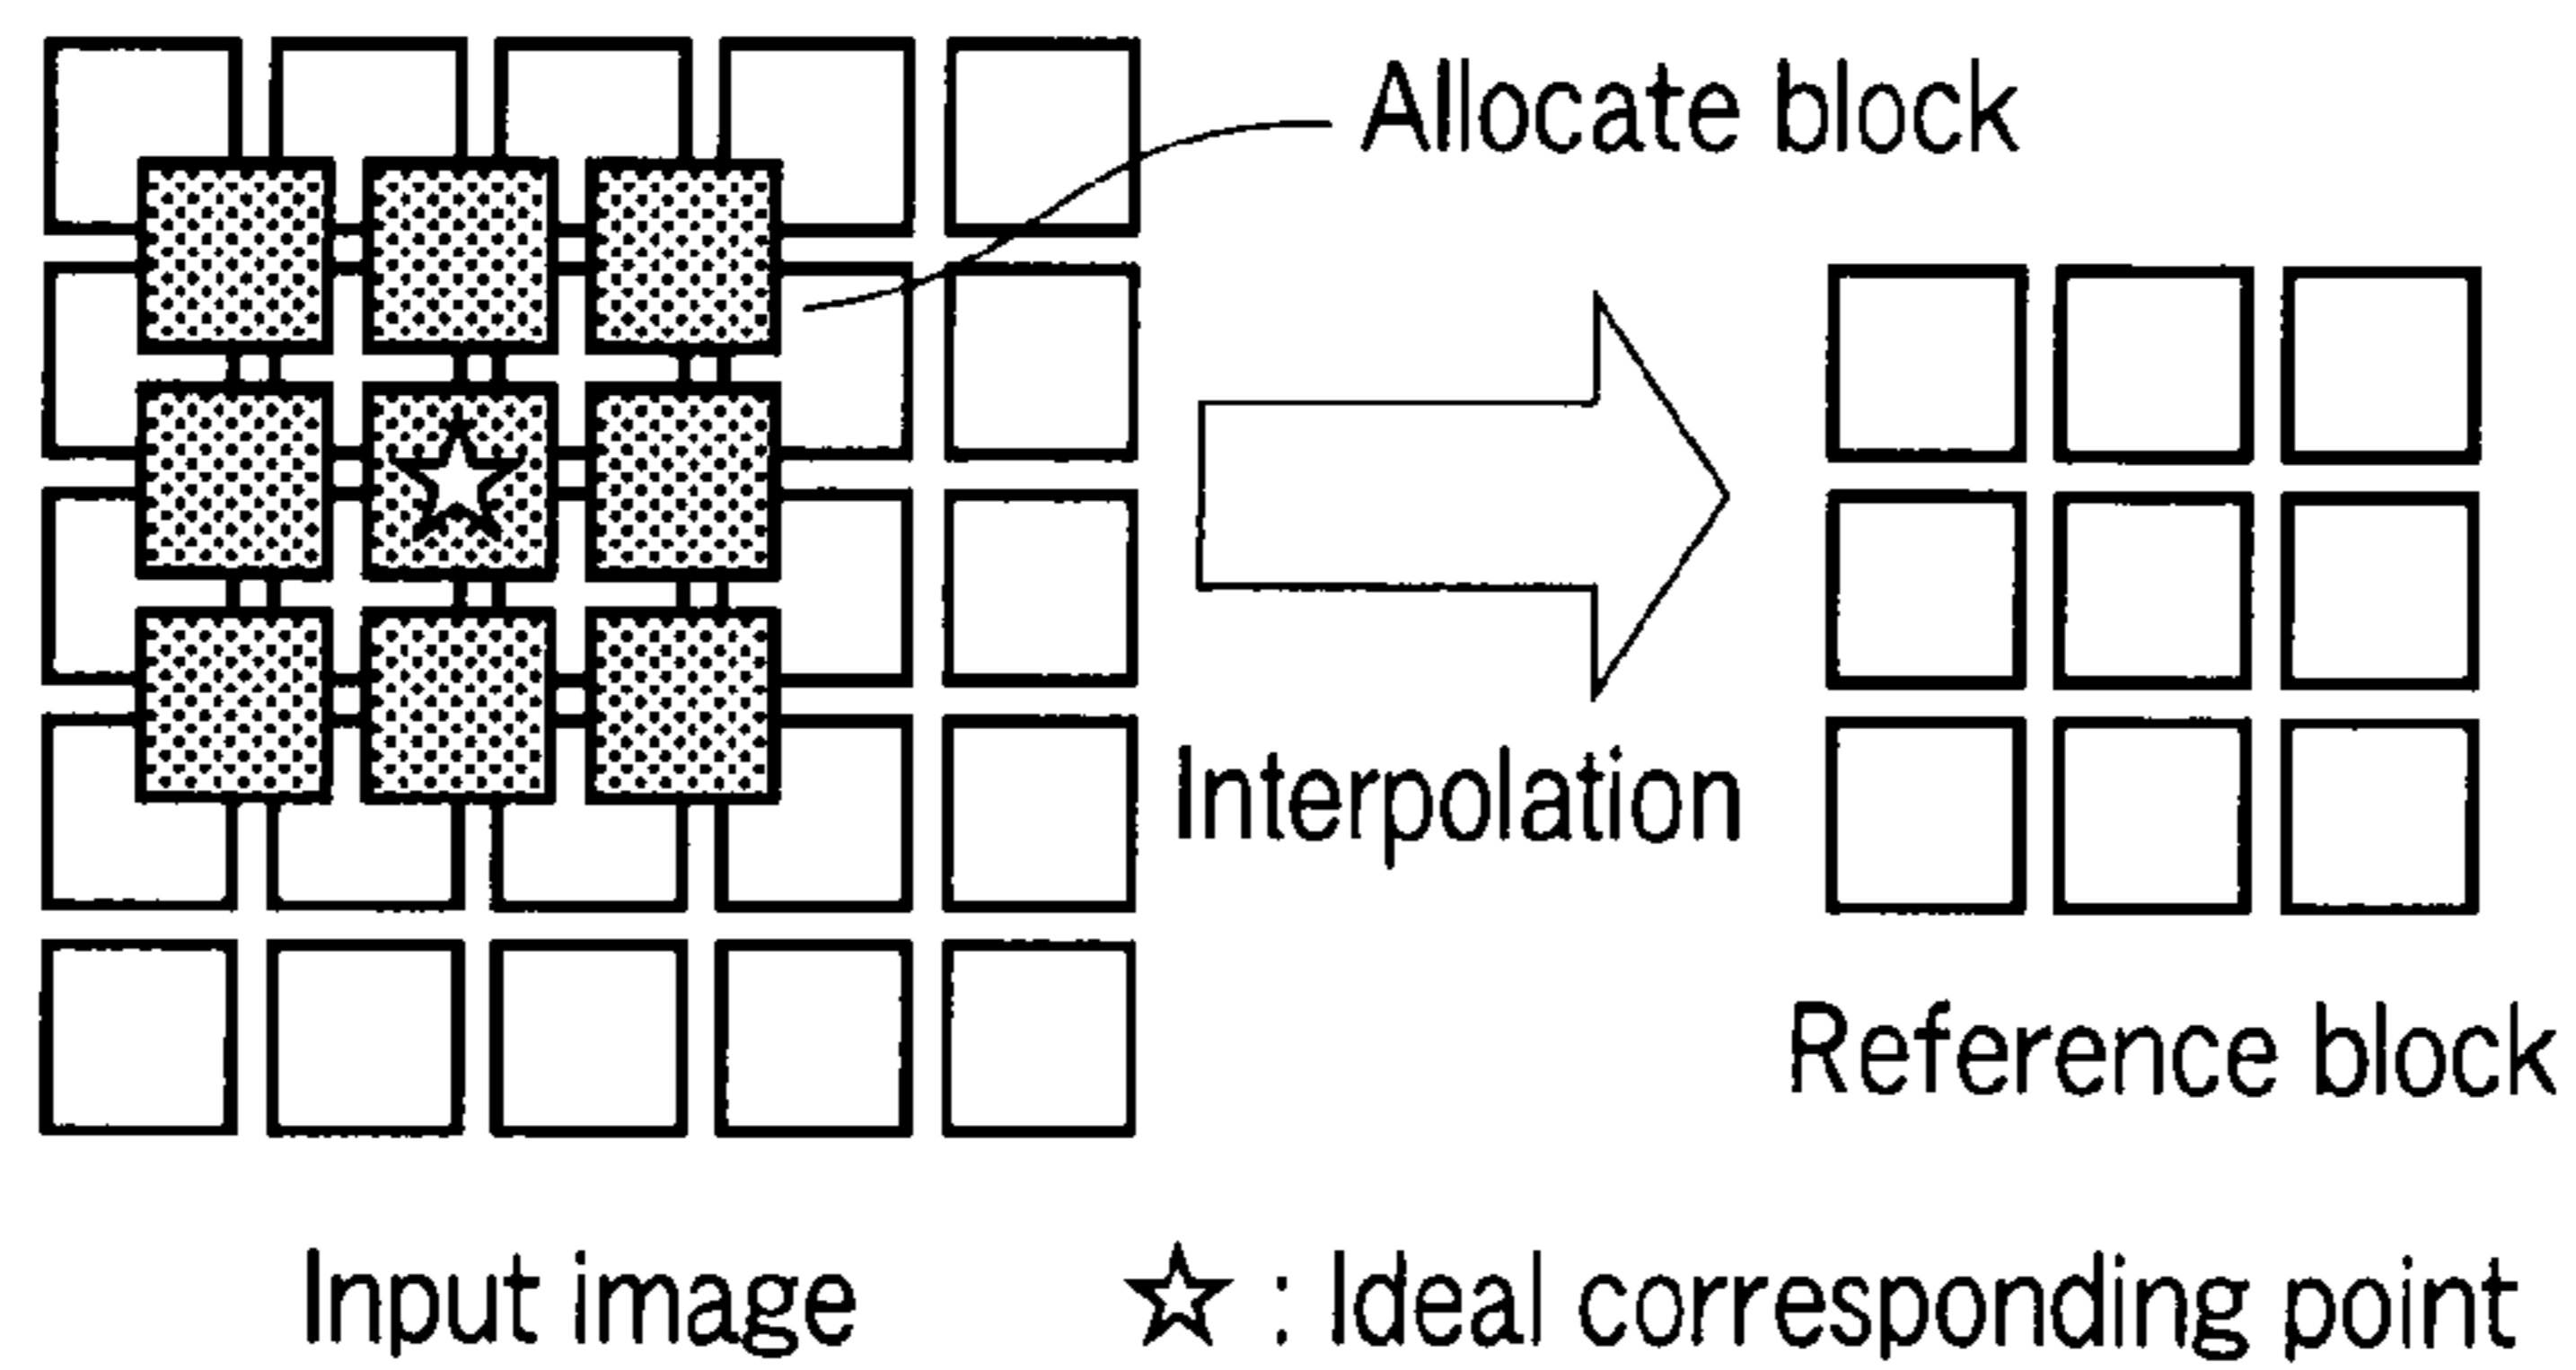 Allocate block
Interpolation
Reference block
Input image
☆ : Ideal corresponding point